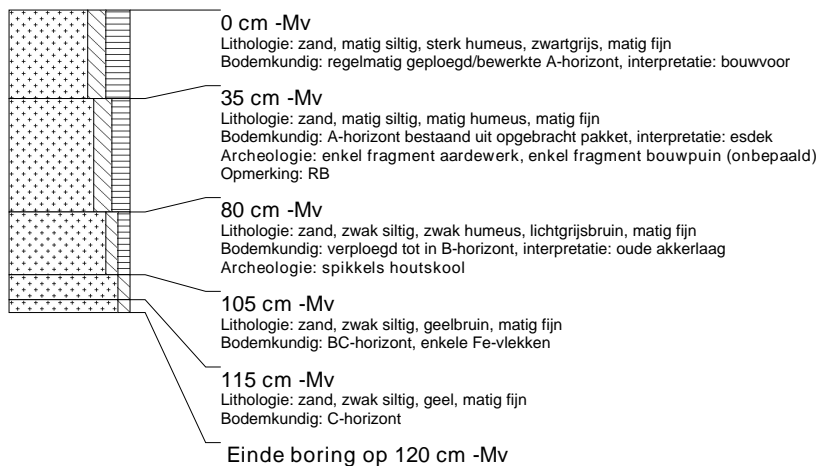 0 cm -Mv
Lithologie: zand, matig siltig, sterk humeus, zwartgrijs, matig fijn
Bodemkundig: regelmatig geploegd/bewerkte A-horizont, interpretatie: bouwvoor
35 cm -Mv
Lithologie: zand, matig siltig, matig humeus, matig fijn
Bodemkundig: A-horizont bestaand uit opgebracht pakket, interpretatie: esdek
Archeologie: enkel fragment aardewerk, enkel fragment bouwpuin (onbepaald)
Opmerking: RB
80 cm -Mv
Lithologie: zand, zwak siltig, zwak humeus, lichtgrijsbruin, matig fijn
Bodemkundig: verploegd tot in B-horizont, interpretatie: oude akkerlaag
Archeologie: spikkels houtskool
105 cm -Mv
Lithologie: zand, zwak siltig, geelbruin, matig fijn
Bodemkundig: BC-horizont, enkele Fe-vlekken
115 cm -Mv
Lithologie: zand, zwak siltig, geel, matig fijn
Bodemkundig: C-horizont
Einde boring op 120 cm -Mv